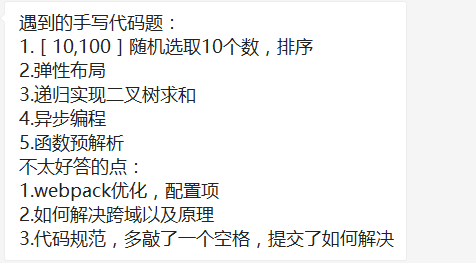 遇到的手写代码题：
1.［10,100］随机选取10个数，排序
2.弹性布局
3.递归实现二叉树求和
4.异步编程
5.函数预解析
不太好答的点：
1.webpack优化，配置项
2.如何解决跨域以及原理
3.代码规范，多敲了一个空格，提交了如何解决